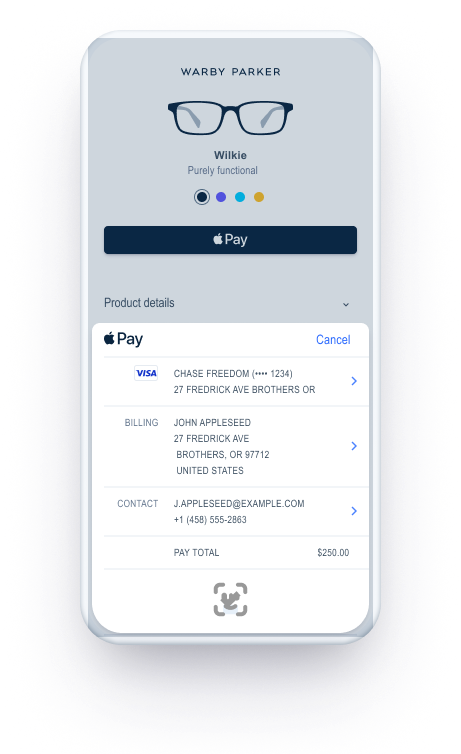 WARBY PARKER
Wilkie
Purely functional
Pay
Product details
Pay
Cancel
VISA
CHASE FREEDOM (•••• 1234)
27 FREDRICK AVE BROTHERS OR
BILLING
JOHN APPLESEED
27 FREDRICK AVE
BROTHERS, OR 97712
UNITED STATES
CONTACT
J.APPLESEED@EXAMPLE.COM
+1 (458) 555-2863
PAY TOTAL
$250.00